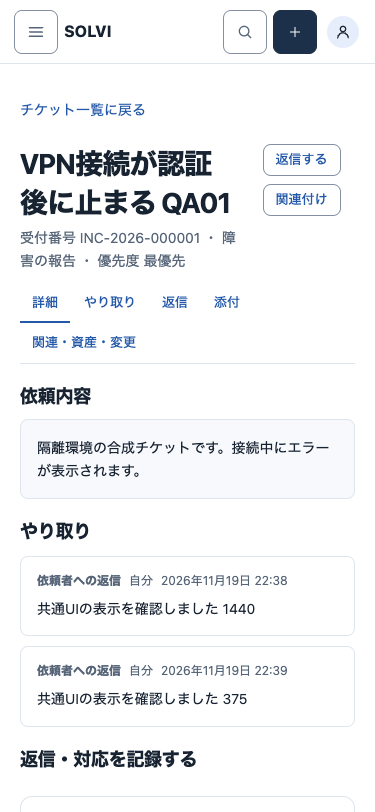 SOLVI
チケット一覧に戻る
VPN接続が認証
後に止まる QA01
返信する
関連付け
受付番号 INC-2026-000001 ・ 障
害の報告 ・ 優先度 最優先
詳細 やり取り 返信 添付
関連・資産・変更
依頼内容
隔離環境の合成チケットです。接続中にエラー
が表示されます。
やり取り
依頼者への返信 自分 2026年11月19日 22:38
共通UIの表示を確認しました 1440
依頼者への返信 自分 2026年11月19日 22:39
共通UIの表示を確認しました 375
返信・対応を記録する